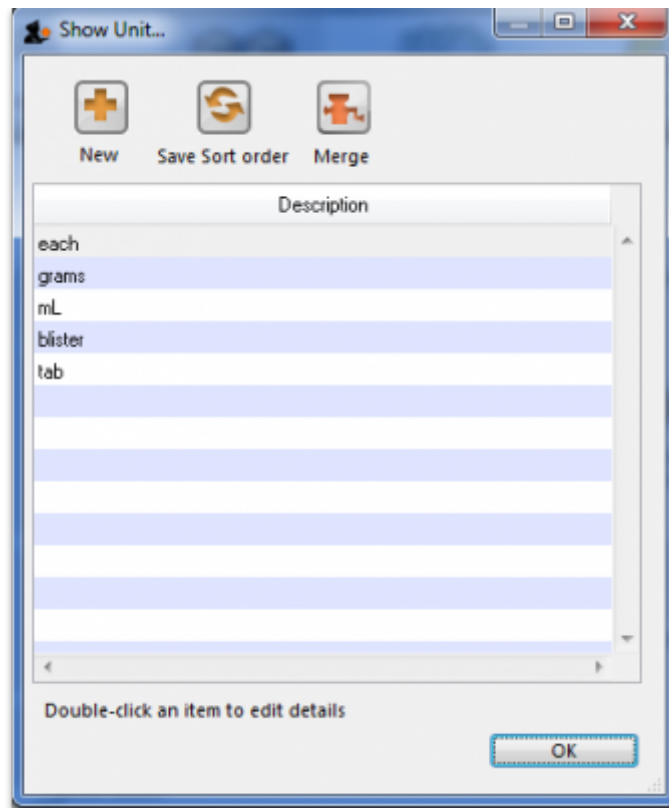 Show Unit...
New Save Sort order Merge
Description
each
grams
mL
blister
tab
Double-click an item to edit details
OK